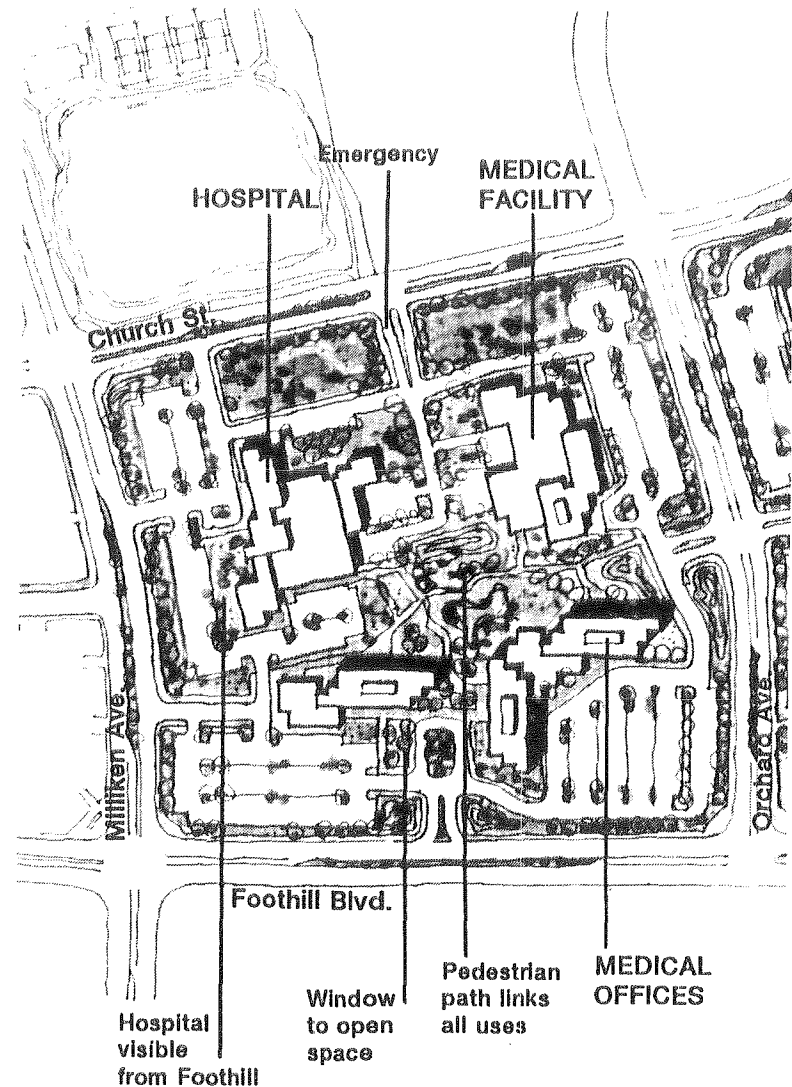 Emergency
HOSPITAL
MEDICAL
FACILITY
Church St.
Milliken Ave.
Orchard Ave.
Foothill Blvd.
Hospital
visible
from Foothill
Window
to open
space
Pedestrian
path links
all uses
MEDICAL
OFFICES